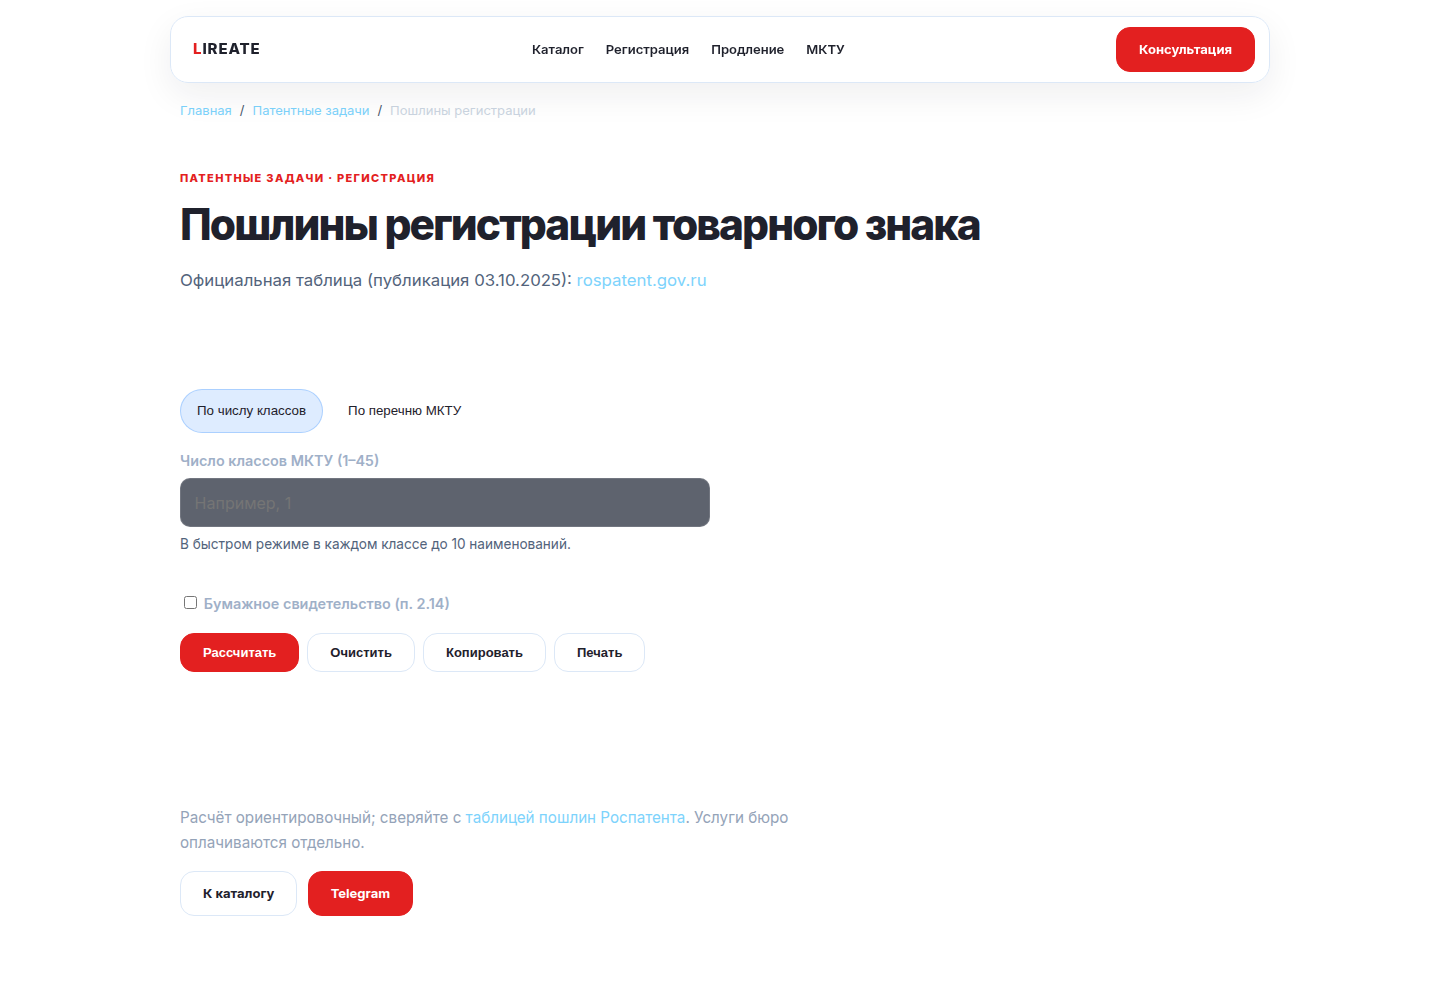 LIREATE
Каталог Регистрация Продление МКТУ
Консультация
Главная / Патентные задачи / Пошлины регистрации
ПАТЕНТНЫЕ ЗАДАЧИ · РЕГИСТРАЦИЯ
Пошлины регистрации товарного знака
Официальная таблица (публикация 03.10.2025): rospatent.gov.ru
По числу классов По перечню МКТУ
Число классов МКТУ (1–45)
Например, 1
В быстром режиме в каждом классе до 10 наименований.
Бумажное свидетельство (п. 2.14)
Рассчитать Очистить Копировать Печать
Расчёт ориентировочный; сверяйте с таблицей пошлин Роспатента. Услуги бюро
оплачиваются отдельно.
К каталогу Telegram